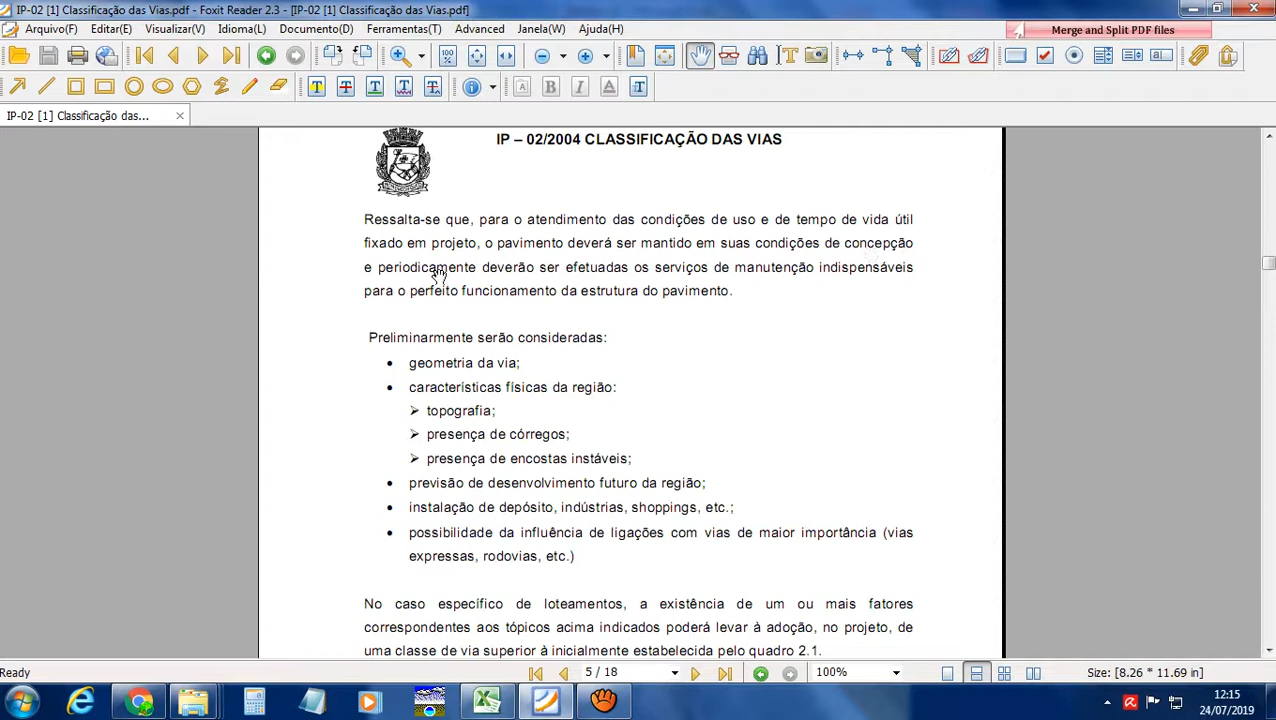 IP-02 [1] Classificação das Vias.pdf - Foxit Reader 2.3 - [IP-02 [1] Classificação das Vias.pdf]
Arquivo(F) Editar(E) Visualizar(V) Idioma(L) Documento(D) Ferramentas(T) Advanced Janela(W) Ajuda(H) Merge and Split PDF files
IP-02 [1] Classificação das...
IP – 02/2004 CLASSIFICAÇÃO DAS VIAS
Ressalta-se que, para o atendimento das condições de uso e de tempo de vida útil
fixado em projeto, o pavimento deverá ser mantido em suas condições de concepção
e periodicamente deverão ser efetuadas os serviços de manutenção indispensáveis
para o perfeito funcionamento da estrutura do pavimento.
Preliminarmente serão consideradas:
• geometria da via;
• características físicas da região:
➢ topografia;
➢ presença de córregos;
➢ presença de encostas instáveis;
• previsão de desenvolvimento futuro da região;
• instalação de depósito, indústrias, shoppings, etc.;
• possibilidade da influência de ligações com vias de maior importância (vias
expressas, rodovias, etc.)
No caso específico de loteamentos, a existência de um ou mais fatores
correspondentes aos tópicos acima indicados poderá levar à adoção, no projeto, de
uma classe de via superior à inicialmente estabelecida pelo quadro 2.1.
Ready 5 / 18 100% Size: [8.26 * 11.69 in]
12:15
24/07/2019